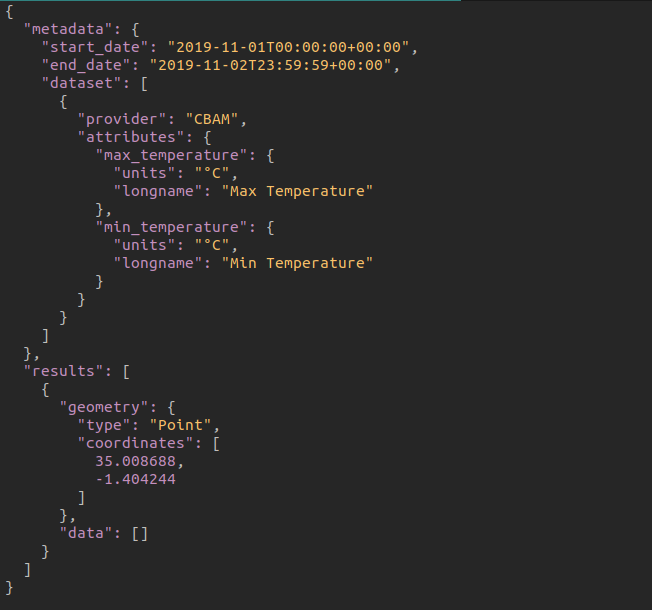 {
  "metadata": {
    "start_date": "2019-11-01T00:00:00+00:00",
    "end_date": "2019-11-02T23:59:59+00:00",
    "dataset": [
      {
        "provider": "CBAM",
        "attributes": {
          "max_temperature": {
            "units": "°C",
            "longname": "Max Temperature"
          },
          "min_temperature": {
            "units": "°C",
            "longname": "Min Temperature"
          }
        }
      }
    ]
  },
  "results": [
    {
      "geometry": {
        "type": "Point",
        "coordinates": [
          35.008688,
          -1.404244
        ]
      },
      "data": []
    }
  ]
}